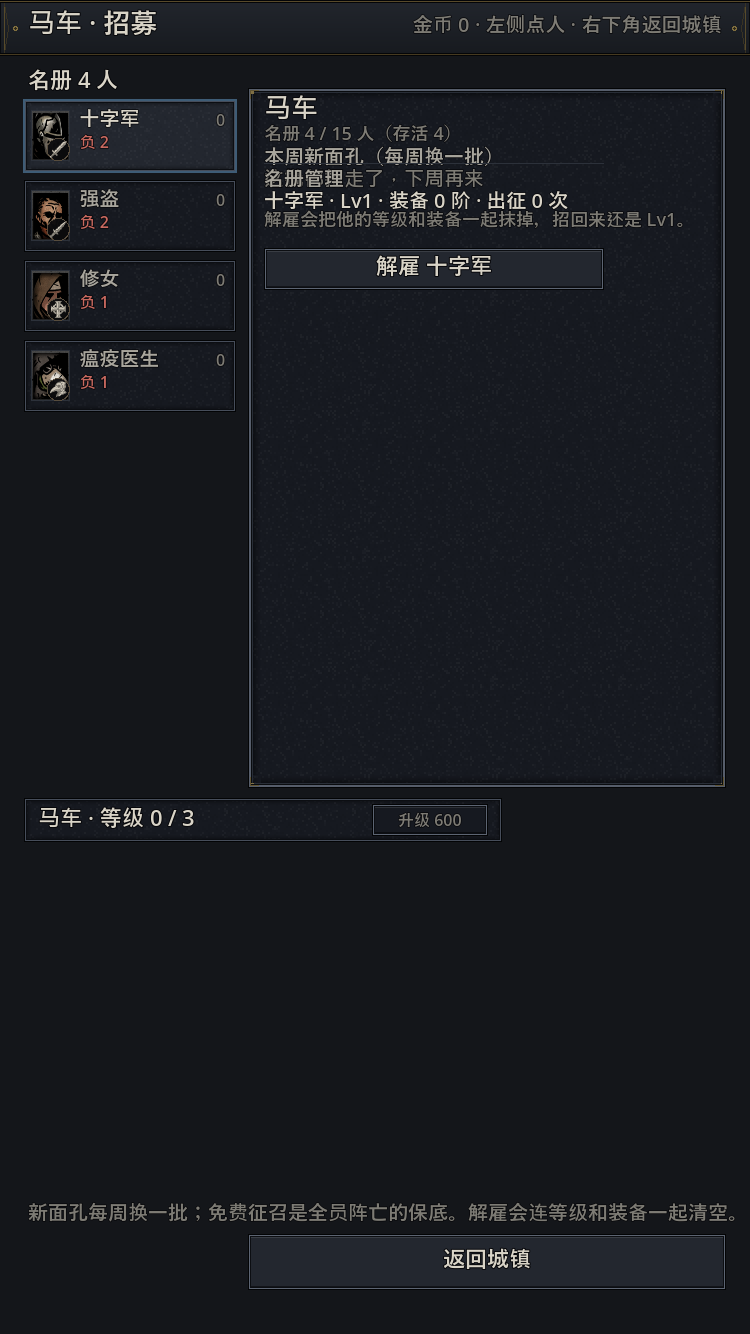 马车 · 招募
金币 0 · 左侧点人 · 右下角返回城镇
名册 4 人
十字军 0
负 2
强盗 0
负 2
修女 0
负 1
瘟疫医生 0
负 1
马车
名册 4 / 15 人（存活 4）
本周新面孔（每周换一批）
名册管理走了 · 下周再来
十字军 · Lv1 · 装备 0 阶 · 出征 0 次
解雇会把他的等级和装备一起抹掉，招回来还是 Lv1。
解雇 十字军
马车 · 等级 0 / 3
升级 600
新面孔每周换一批；免费征召是全员阵亡的保底。解雇会连等级和装备一起清空。
返回城镇